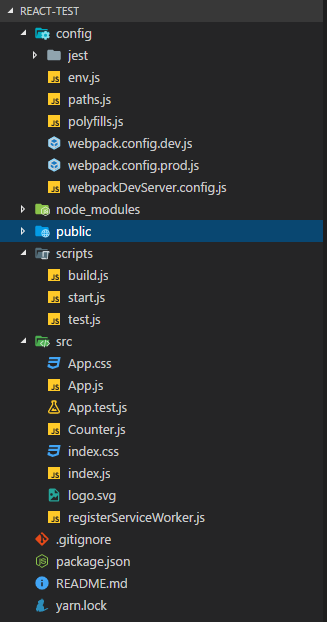 REACT-TEST
config
jest
env.js
paths.js
polyfills.js
webpack.config.dev.js
webpack.config.prod.js
webpackDevServer.config.js
node_modules
public
scripts
build.js
start.js
test.js
src
App.css
App.js
App.test.js
Counter.js
index.css
index.js
logo.svg
registerServiceWorker.js
.gitignore
package.json
README.md
yarn.lock